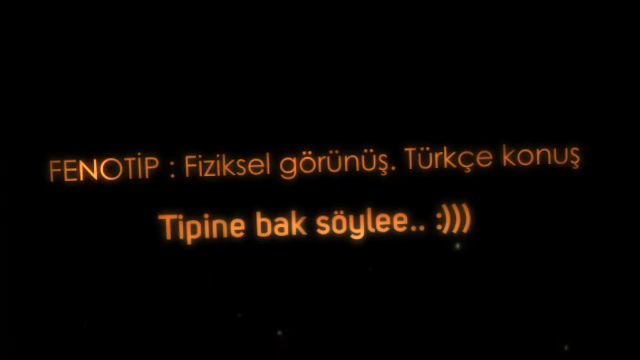 FENOTİP : Fiziksel görünüş. Türkçe konuş
Tipine bak söylee.. :)))